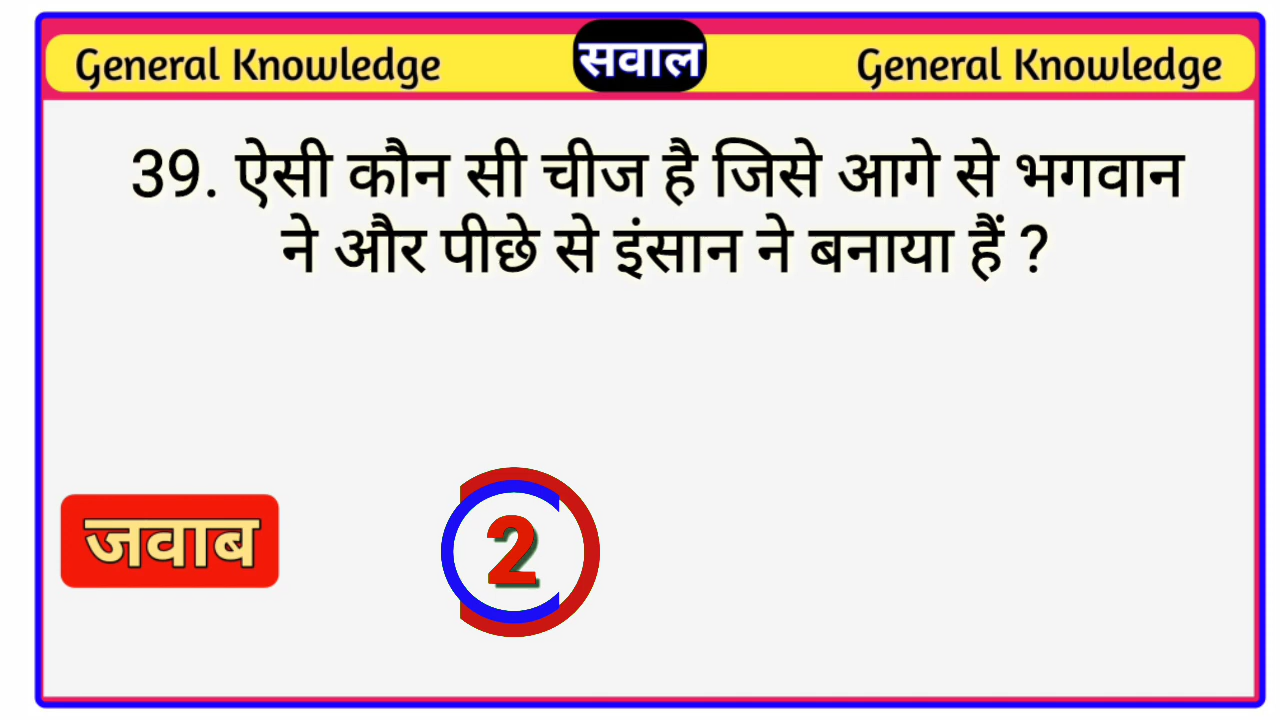 General Knowledge सवाल General Knowledge
39. ऐसी कौन सी चीज है जिसे आगे से भगवान
ने और पीछे से इंसान ने बनाया हैं ?
जवाब 2